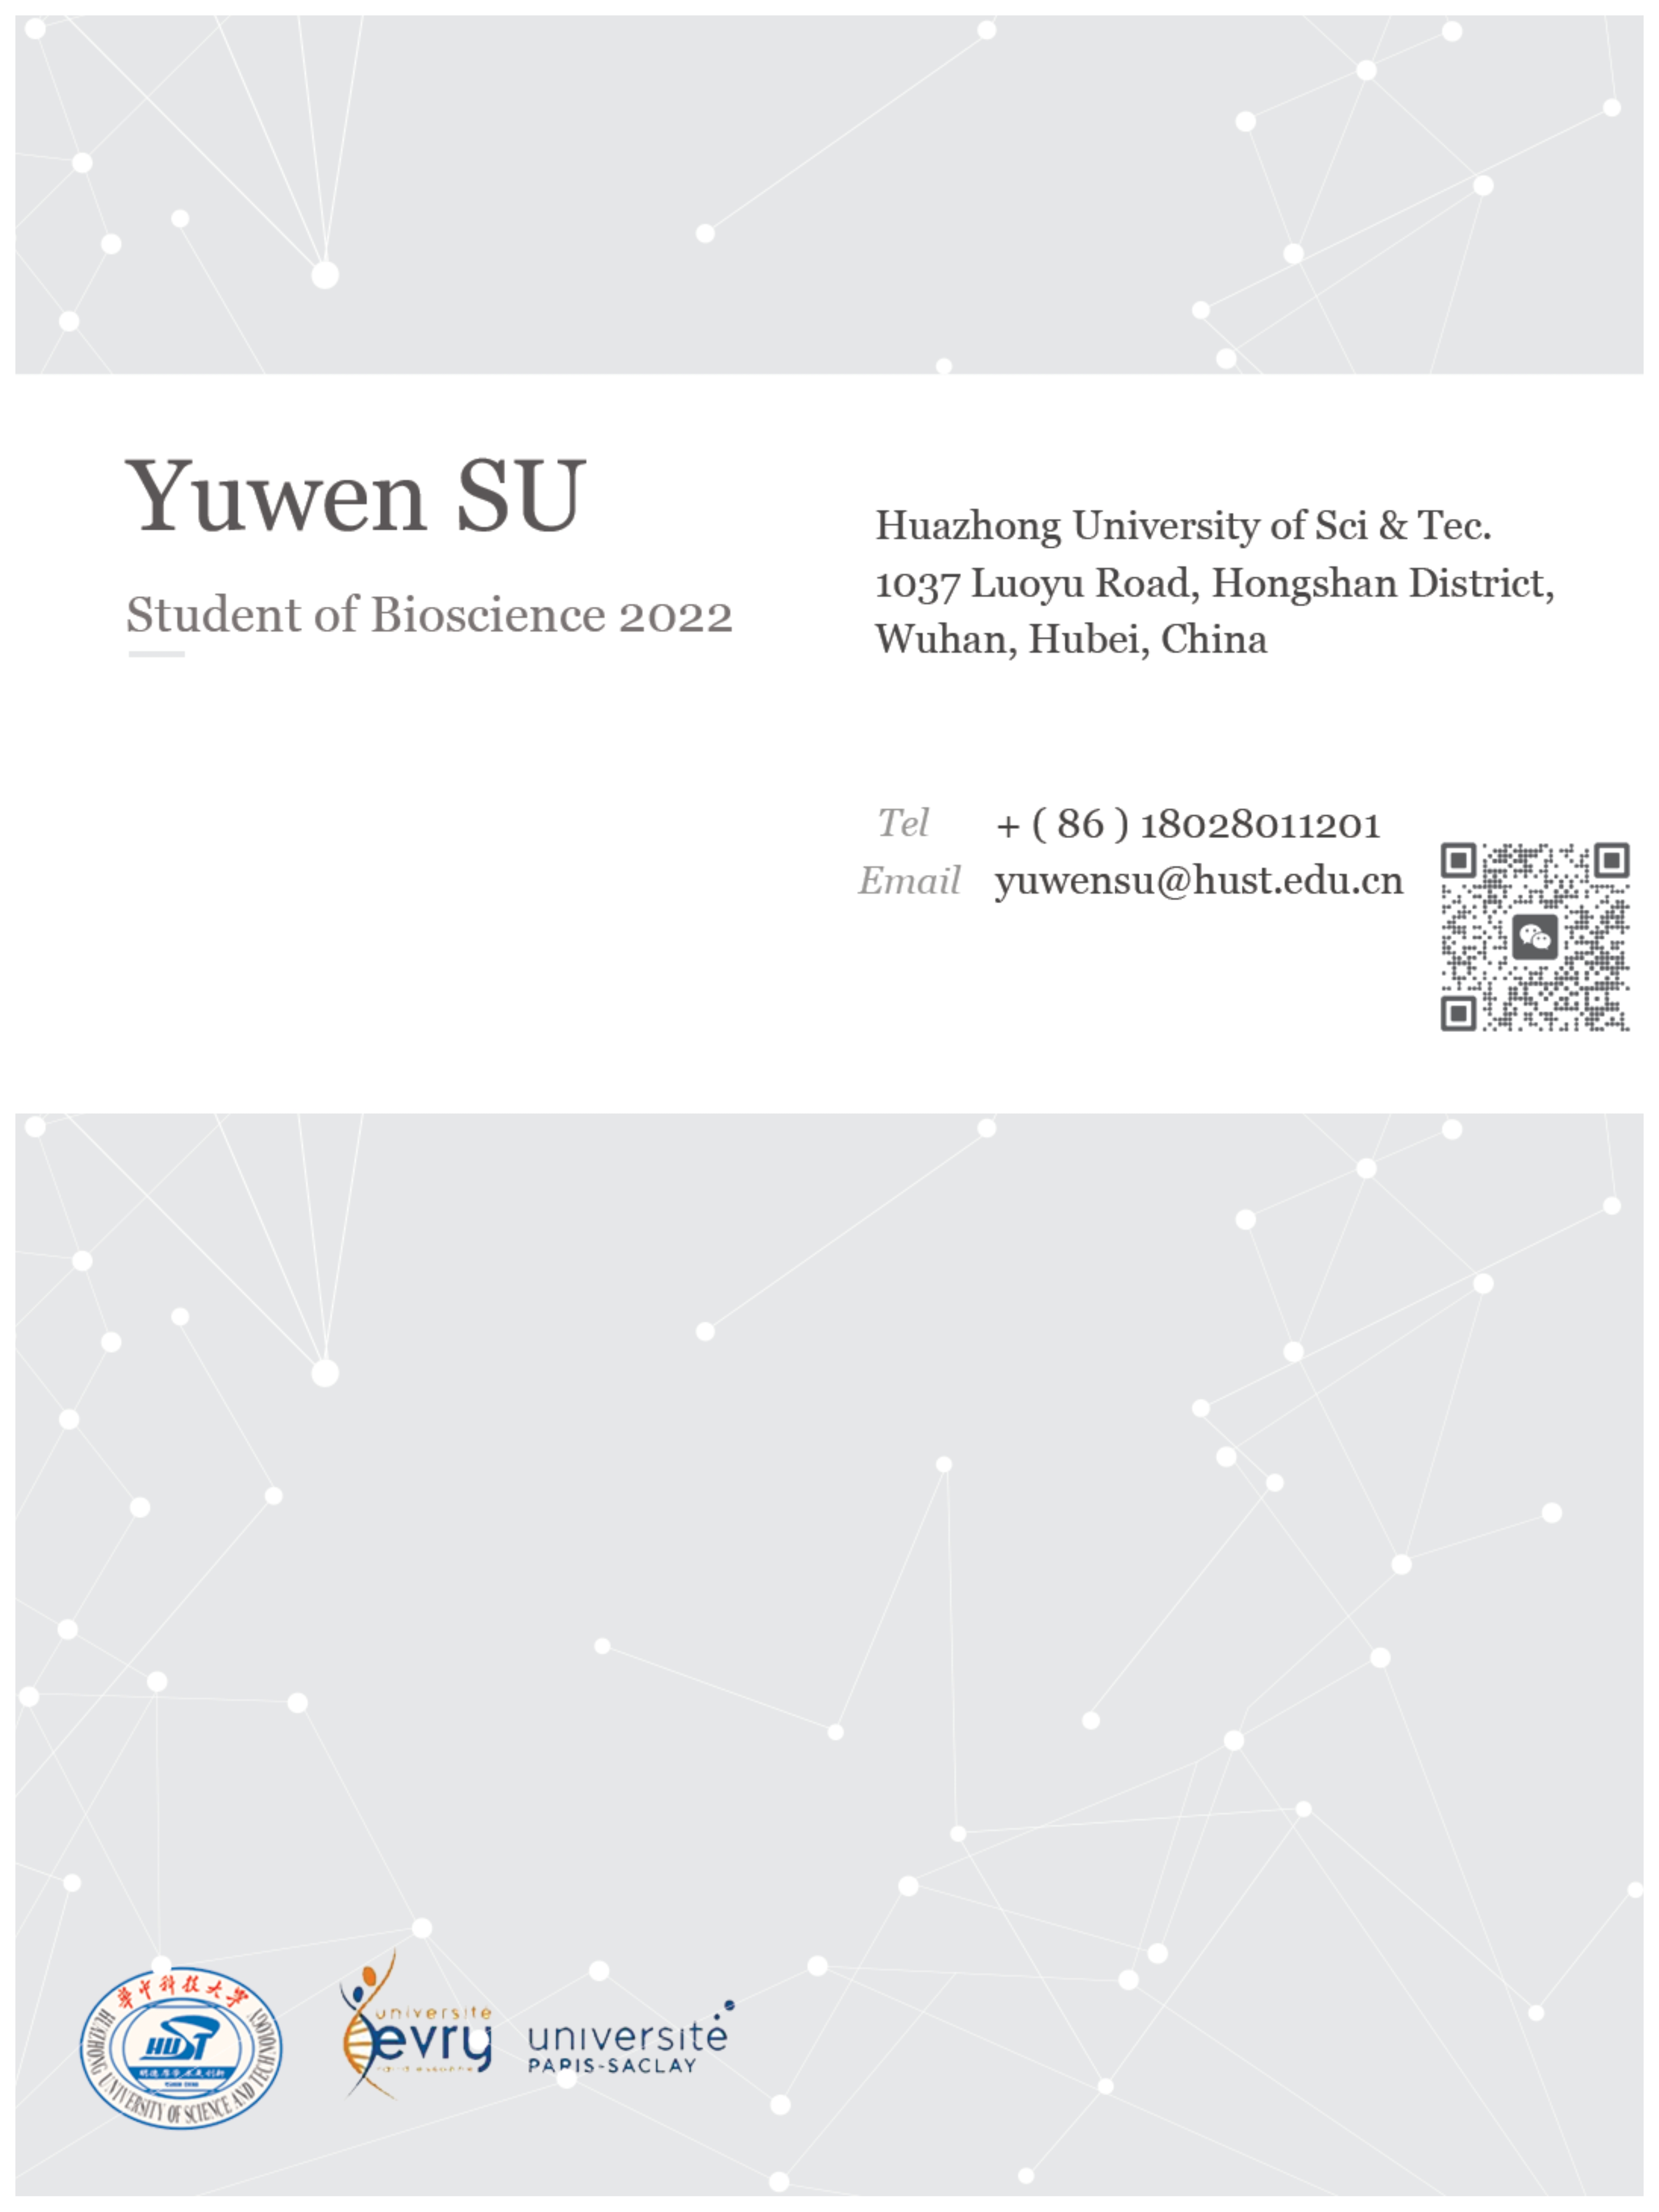 Yuwen SU
Student of Bioscience 2022
Huazhong University of Sci & Tec.
1037 Luoyu Road, Hongshan District,
Wuhan, Hubei, China
Tel + ( 86 ) 18028011201
Email yuwensu@hust.edu.cn
華中科技大学
HUST
HUAZHONG UNIVERSITY OF SCIENCE AND TECHNOLOGY
université
evry
université
PARIS-SACLAY